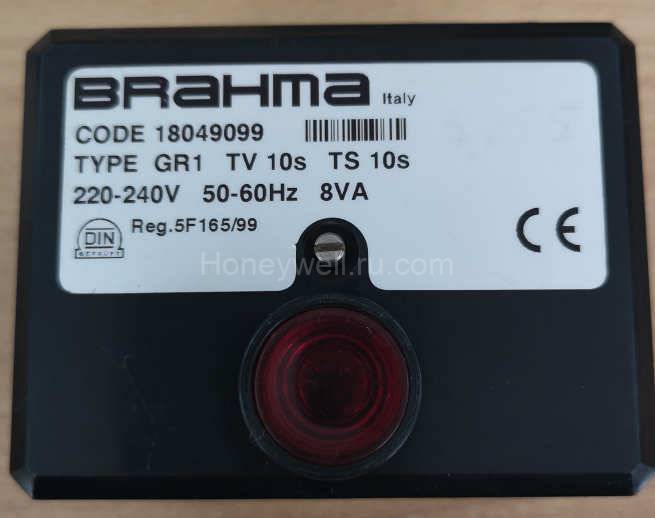 BRAHMA Italy
CODE 18049099
TYPE GR1 TV 10s TS 10s
220-240V 50-60Hz 8VA
DIN Reg.5F165/99
GEPRÜFT
CE
Honeywell.ru.com